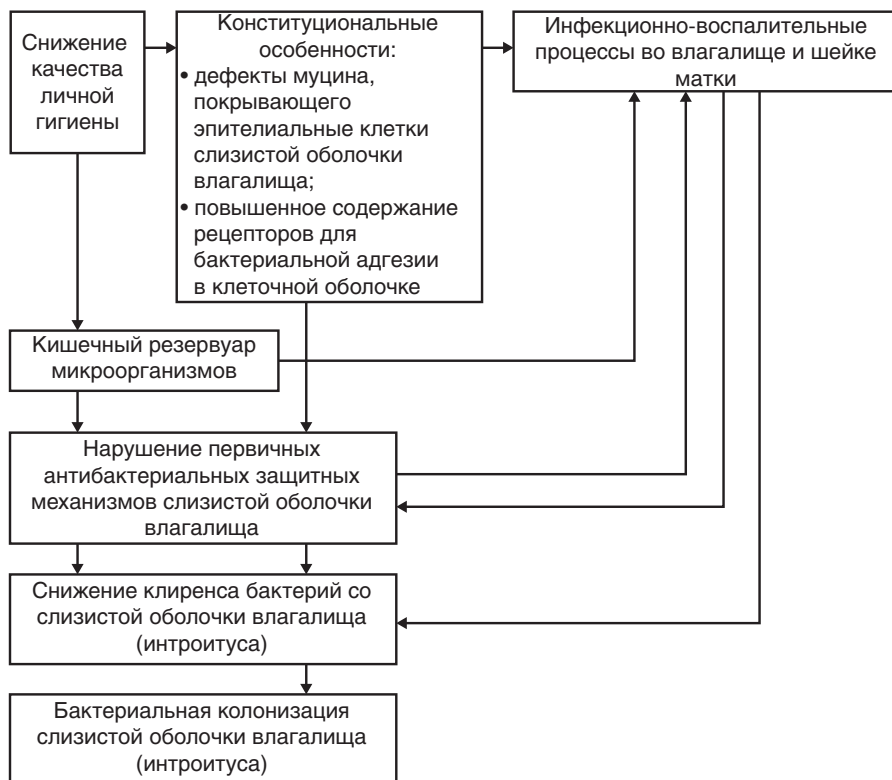 Снижение
качества
личной
гигиены
Конституциональные
особенности:
• дефекты муцина,
покрывающего
эпителиальные клетки
слизистой оболочки
влагалища;
• повышенное содержание
рецепторов для
бактериальной адгезии
в клеточной оболочке
Инфекционно-воспалительные
процессы во влагалище и шейке
матки
Кишечный резервуар
микроорганизмов
Нарушение первичных
антибактериальных защитных
механизмов слизистой оболочки
влагалища
Снижение клиренса бактерий со
слизистой оболочки влагалища
(интроитуса)
Бактериальная колонизация
слизистой оболочки влагалища
(интроитуса)